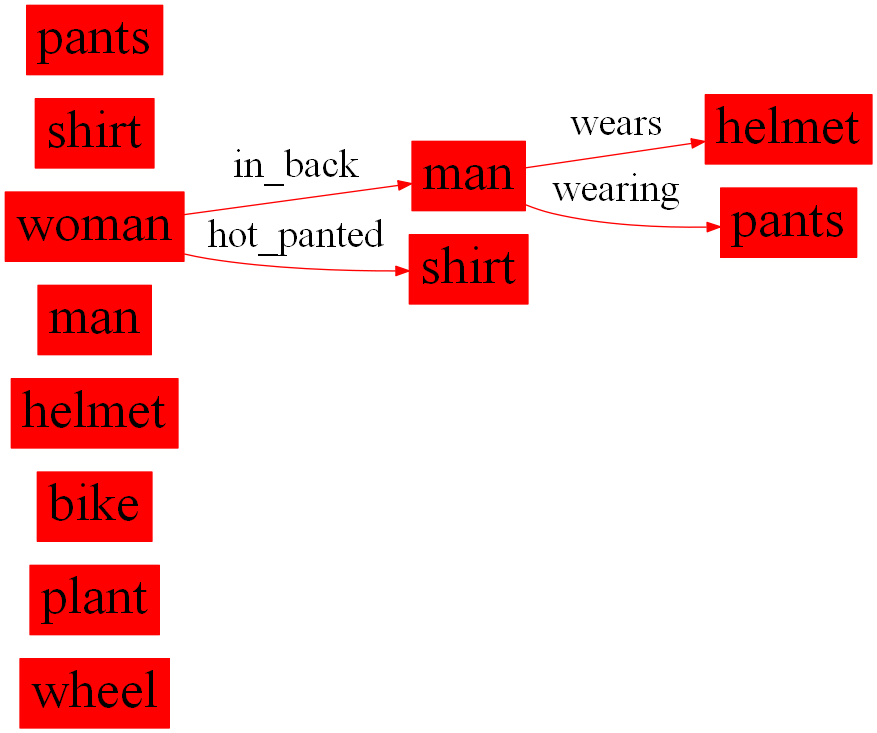 pants
shirt
woman
man
helmet
bike
plant
wheel
in_back
hot_panted
man
shirt
wears
wearing
helmet
pants